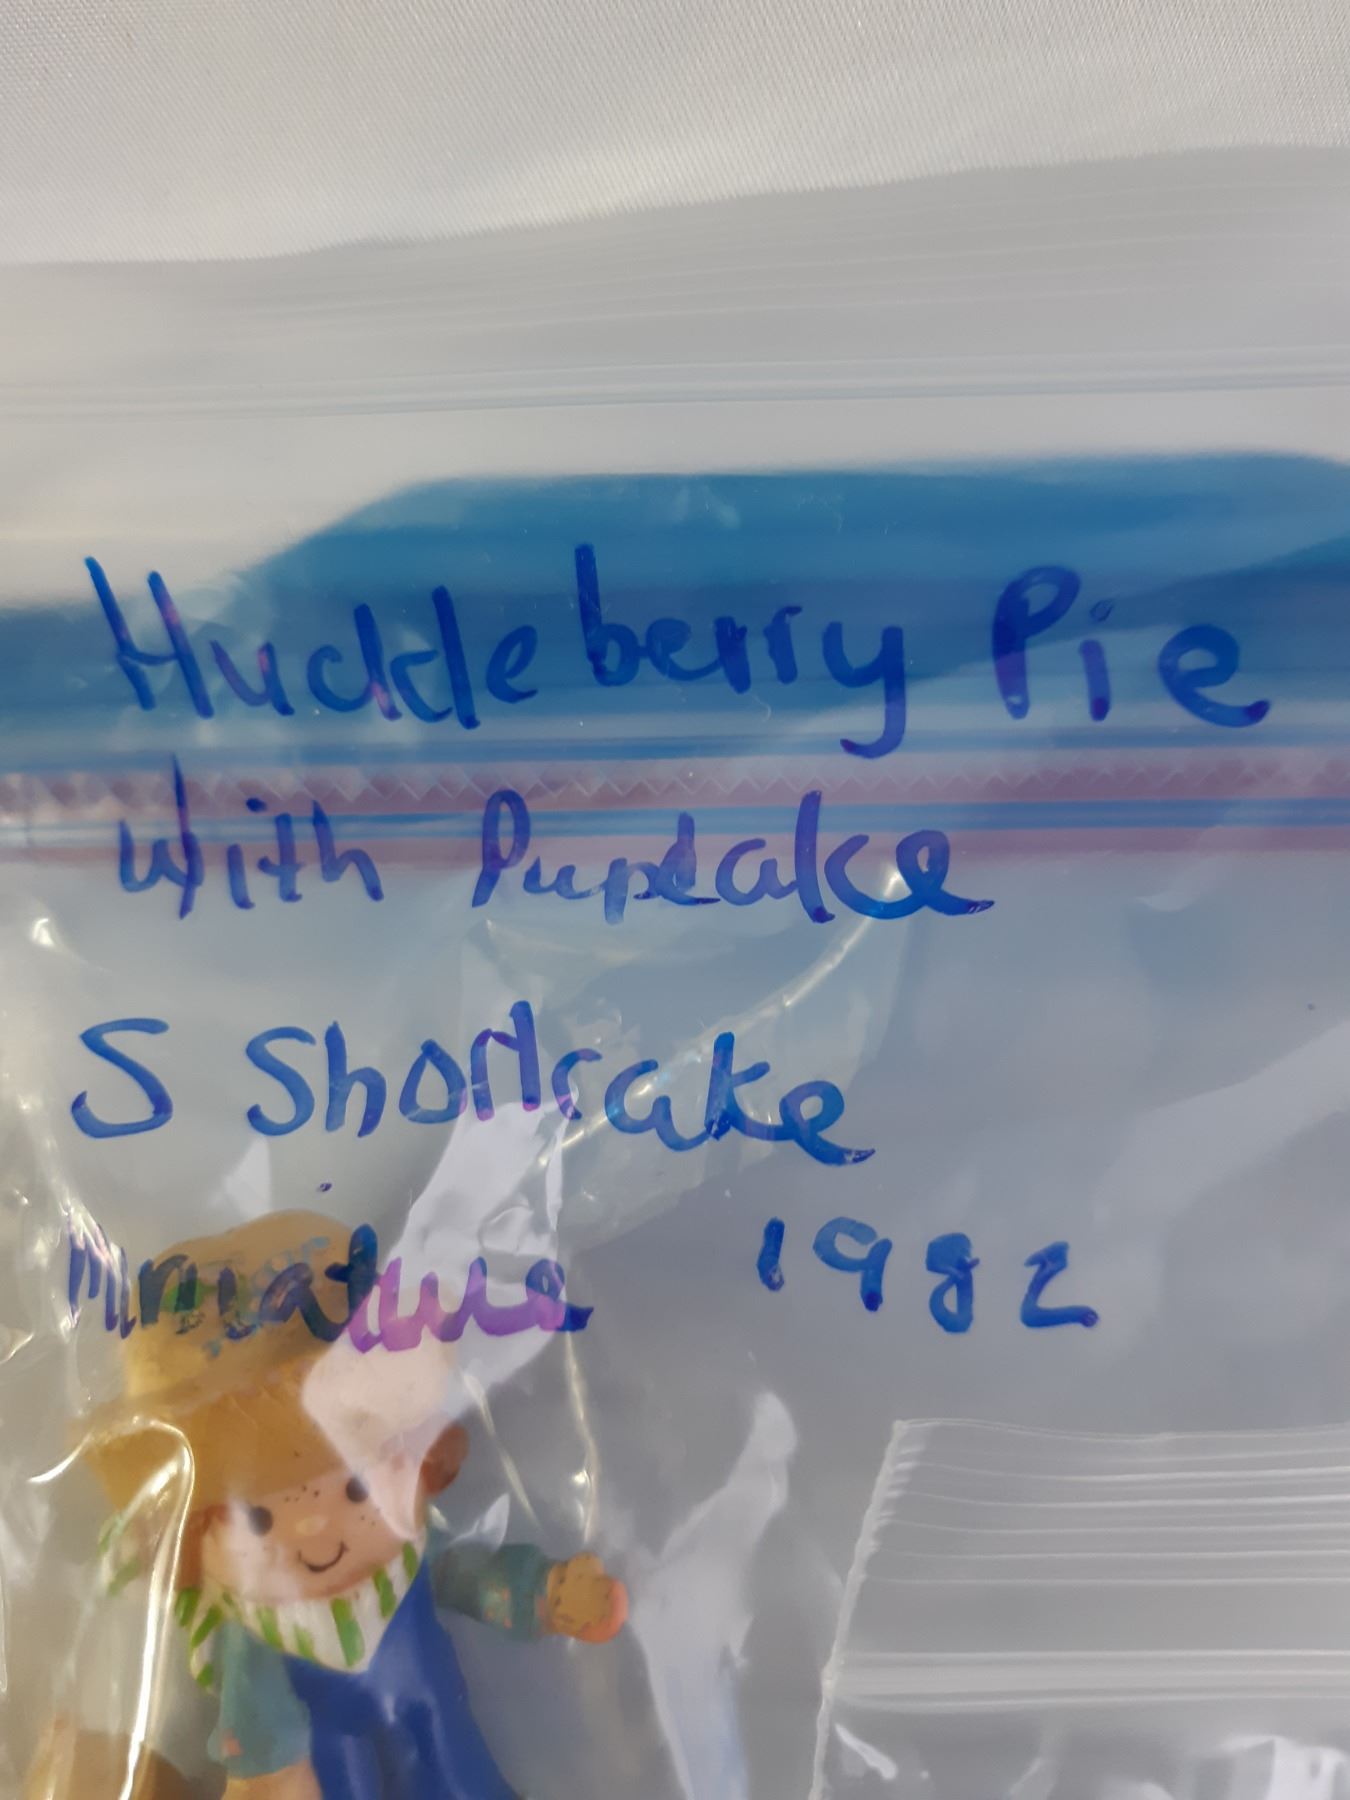 Huckleberry Pie
with Pupcake
S Shortcake
Miniature 1982